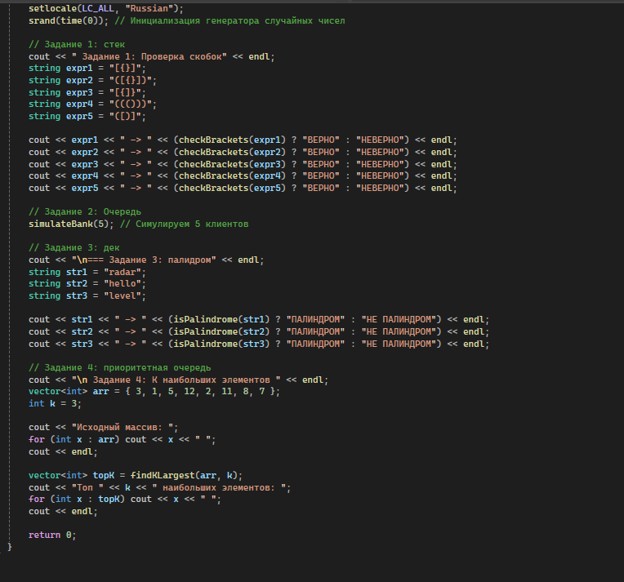 setlocale(LC_ALL, "Russian");
srand(time(0)); // Инициализация генератора случайных чисел
// Задание 1: стек
cout << " Задание 1: Проверка скобок" << endl;
string expr1 = "[{}]";
string expr2 = "([{}])";
string expr3 = "[{]}";
string expr4 = "((()))";
string expr5 = "([)]";
cout << expr1 << " -> " << (checkBrackets(expr1) ? "ВЕРНО" : "НЕВЕРНО") << endl;
cout << expr2 << " -> " << (checkBrackets(expr2) ? "ВЕРНО" : "НЕВЕРНО") << endl;
cout << expr3 << " -> " << (checkBrackets(expr3) ? "ВЕРНО" : "НЕВЕРНО") << endl;
cout << expr4 << " -> " << (checkBrackets(expr4) ? "ВЕРНО" : "НЕВЕРНО") << endl;
cout << expr5 << " -> " << (checkBrackets(expr5) ? "ВЕРНО" : "НЕВЕРНО") << endl;
// Задание 2: Очередь
simulateBank(5); // Симулируем 5 клиентов
// Задание 3: дек
cout << "\n=== Задание 3: палидром" << endl;
string str1 = "radar";
string str2 = "hello";
string str3 = "level";
cout << str1 << " -> " << (isPalindrome(str1) ? "ПАЛИНДРОМ" : "НЕ ПАЛИНДРОМ") << endl;
cout << str2 << " -> " << (isPalindrome(str2) ? "ПАЛИНДРОМ" : "НЕ ПАЛИНДРОМ") << endl;
cout << str3 << " -> " << (isPalindrome(str3) ? "ПАЛИНДРОМ" : "НЕ ПАЛИНДРОМ") << endl;
// Задание 4: приоритетная очередь
cout << "\n Задание 4: К наибольших элементов " << endl;
vector<int> arr = { 3, 1, 5, 12, 2, 11, 8, 7 };
int k = 3;
cout << "Исходный массив: ";
for (int x : arr) cout << x << " ";
cout << endl;
vector<int> topK = findKLargest(arr, k);
cout << "Топ " << k << " наибольших элементов: ";
for (int x : topK) cout << x << " ";
cout << endl;
return 0;
}